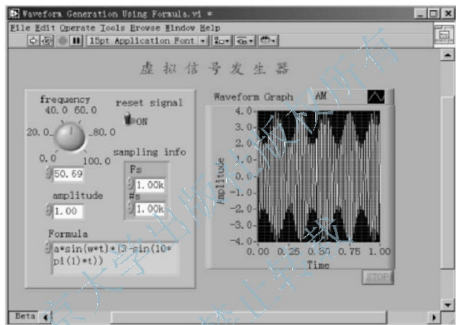 Waveform Generation Using Formula.vi *
File Edit Operate Tools Browse Window Help
15pt Application Font
虚拟信号发生器
frequency
40.0 60.0
20.0 80.0
0.0 100.0
50.69
reset signal
ON
sampling info
Fs
1.00k
#s
1.00k
amplitude
1.00
Formula
a*sin(w*t)*(3-sin(10*
pi(1)*t))
Waveform Graph AM
4.0
3.0
2.0
1.0
0.0
-1.0
-2.0
-3.0
-4.0
Amplitude
0.00 0.25 0.50 0.75 1.00
Time
STOP
Beta